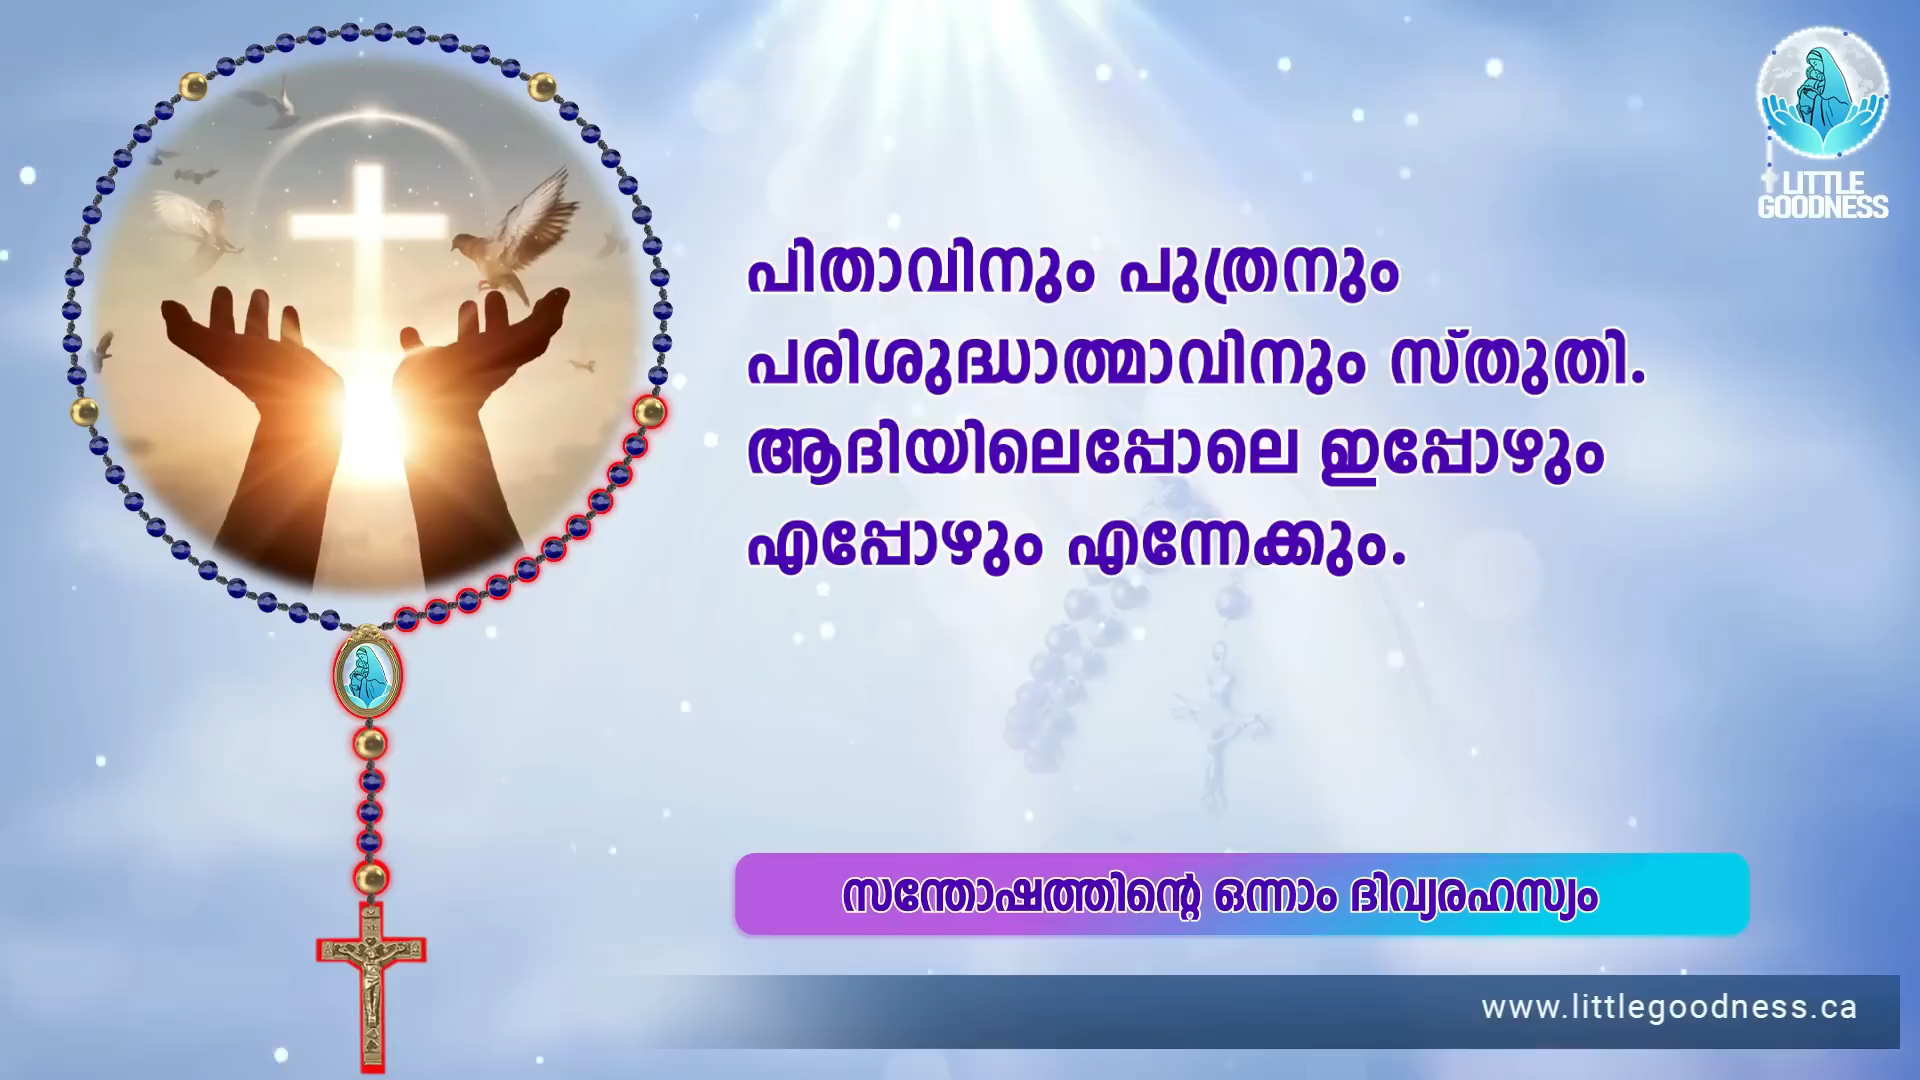 LITTLE
GOODNESS
പിതാവിനും പുത്രനും
പരിശുദ്ധാത്മാവിനും സ്തുതി.
ആദിയിലെപ്പോലെ ഇപ്പോഴും
എപ്പോഴും എന്നേക്കും.
സന്തോഷത്തിന്റെ ഒന്നാം ദിവ്യരഹസ്യം
www.littlegoodness.ca